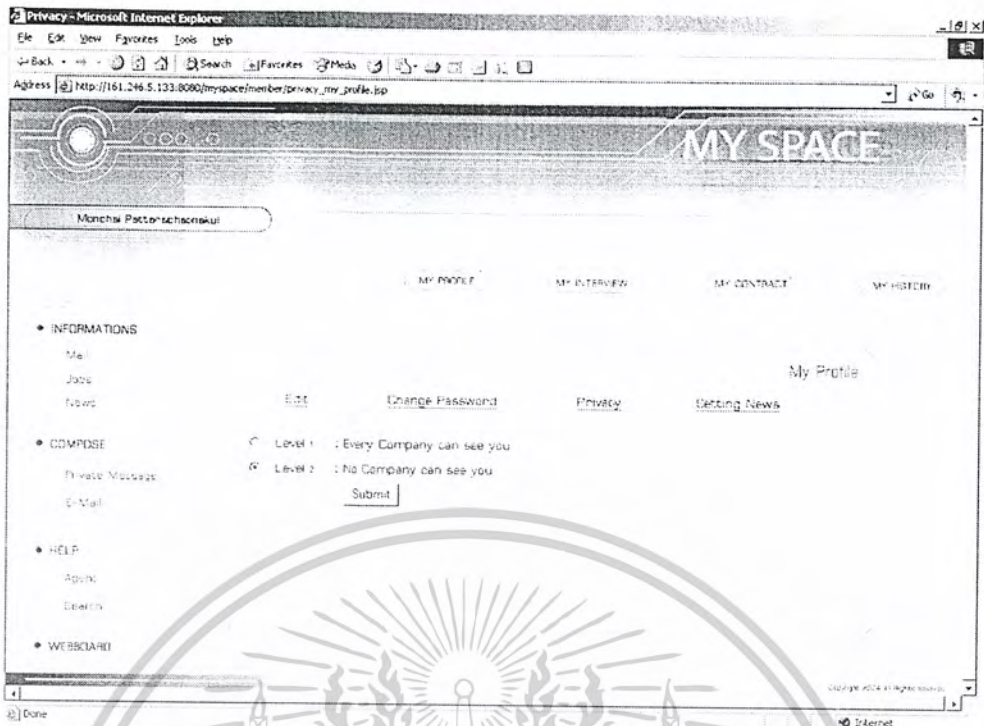 Privacy - Microsoft Internet Explorer
File Edit View Favorites Tools Help
Back Search Favorites Media
Address http://161.246.5.133:8080/myspace/member/privacy_my_profile.jsp Go
MY SPACE
Monchai
MY PROFILE MY INTERVIEW MY CONTRACT MY HISTORY
INFORMATIONS
Mail
Jobs
News
My Profile
Edit Change Password Privacy Setting News
COMPOSE
Private Message
E-Mail
Level 1 : Every Company can see you
Level 2 : No Company can see you
Submit
HELP
Agent
Search
WEBBOARD
Done
Internet